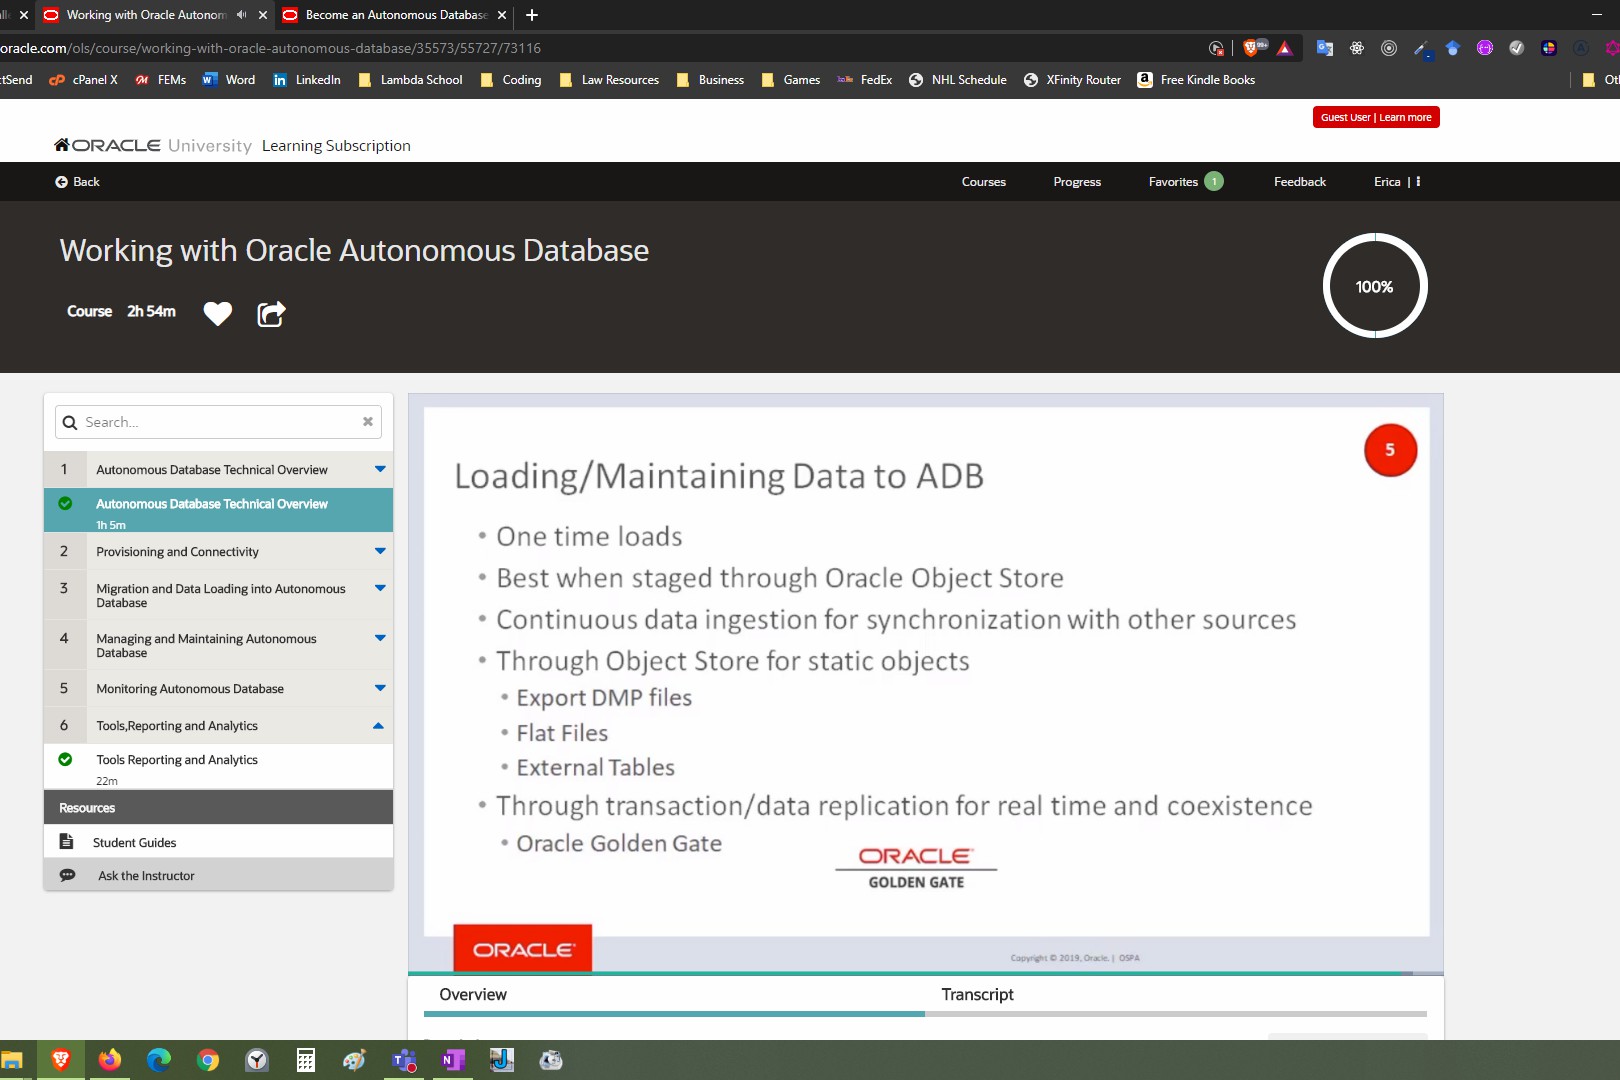 Working with Oracle Autonom
Become an Autonomous Database
oracle.com/ols/course/working-with-oracle-autonomous-database/35573/55727/73116
99+
tSend
cPanel X
FEMs
Word
LinkedIn
Lambda School
Coding
Law Resources
Business
Games
FedEx
NHL Schedule
XFinity Router
Free Kindle Books
Guest User | Learn more
ORACLE University Learning Subscription
Back
Courses
Progress
Favorites 1
Feedback
Erica |
Working with Oracle Autonomous Database
Course 2h 54m
100%
Search...
1 Autonomous Database Technical Overview
Autonomous Database Technical Overview
1h 5m
2 Provisioning and Connectivity
3 Migration and Data Loading into Autonomous
Database
4 Managing and Maintaining Autonomous
Database
5 Monitoring Autonomous Database
6 Tools,Reporting and Analytics
Tools Reporting and Analytics
22m
Resources
Student Guides
Ask the Instructor
5
Loading/Maintaining Data to ADB
• One time loads
• Best when staged through Oracle Object Store
• Continuous data ingestion for synchronization with other sources
• Through Object Store for static objects
• Export DMP files
• Flat Files
• External Tables
• Through transaction/data replication for real time and coexistence
• Oracle Golden Gate
ORACLE
GOLDEN GATE
ORACLE
Copyright © 2019, Oracle. | OSPA
Overview
Transcript